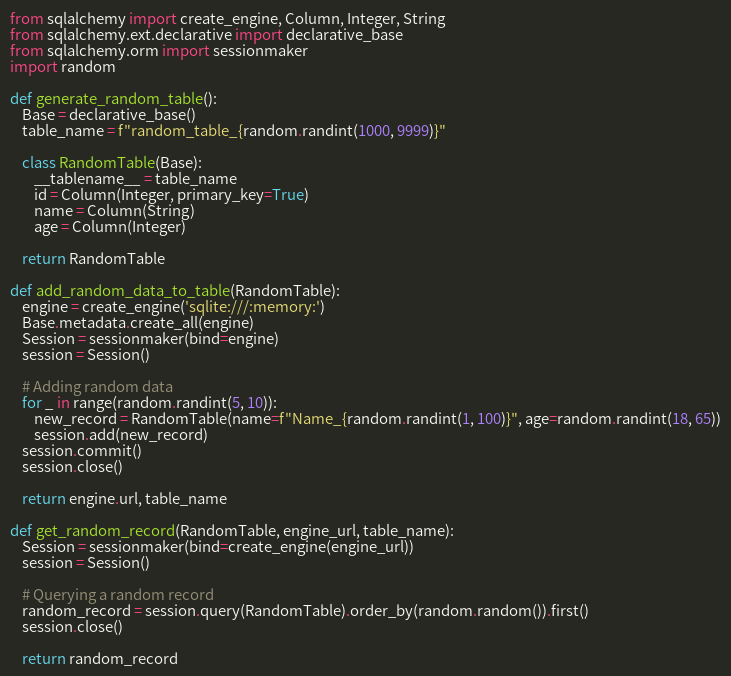 from sqlalchemy import create_engine, Column, Integer, String
from sqlalchemy.ext.declarative import declarative_base
from sqlalchemy.orm import sessionmaker
import random

def generate_random_table():
    Base = declarative_base()
    table_name = f"random_table_{random.randint(1000, 9999)}"

    class RandomTable(Base):
        __tablename__ = table_name
        id = Column(Integer, primary_key=True)
        name = Column(String)
        age = Column(Integer)

    return RandomTable

def add_random_data_to_table(RandomTable):
    engine = create_engine('sqlite:///:memory:')
    Base.metadata.create_all(engine)
    Session = sessionmaker(bind=engine)
    session = Session()

    # Adding random data
    for _ in range(random.randint(5, 10)):
        new_record = RandomTable(name=f"Name_{random.randint(1, 100)}", age=random.randint(18, 65))
        session.add(new_record)
    session.commit()
    session.close()

    return engine.url, table_name

def get_random_record(RandomTable, engine_url, table_name):
    Session = sessionmaker(bind=create_engine(engine_url))
    session = Session()

    # Querying a random record
    random_record = session.query(RandomTable).order_by(random.random()).first()
    session.close()

    return random_record